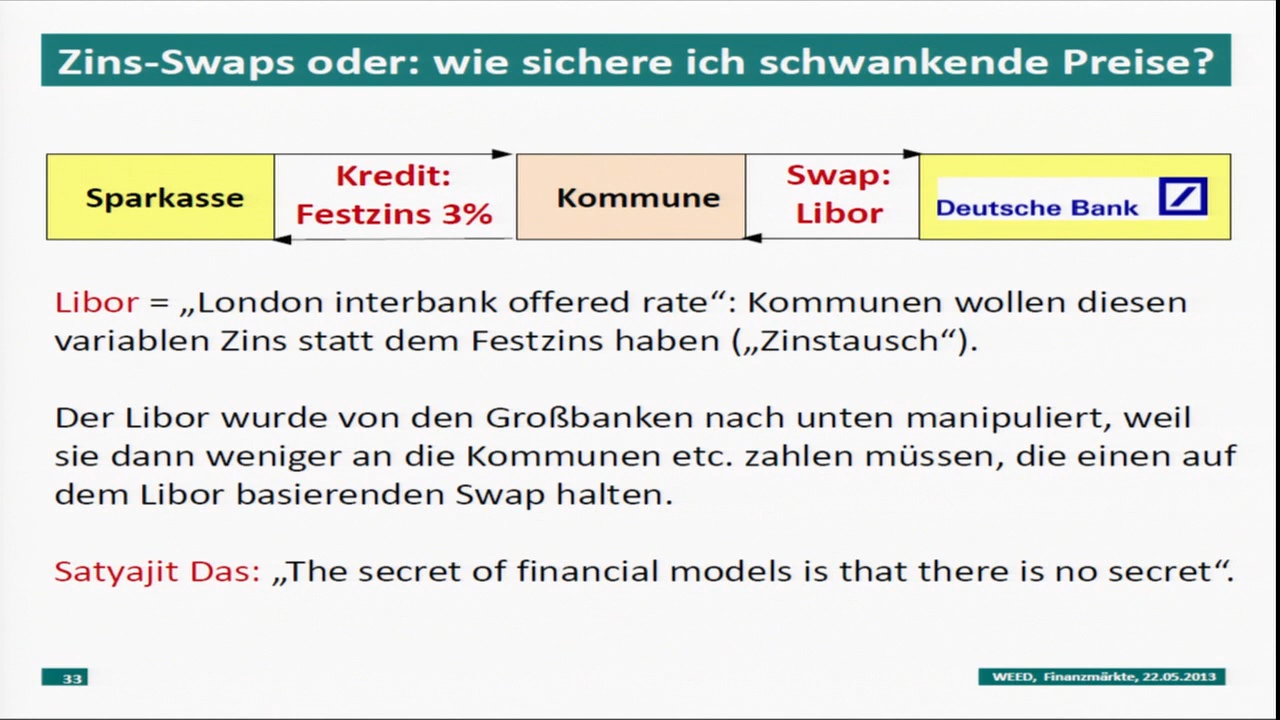 Zins-Swaps oder: wie sichere ich schwankende Preise?
Sparkasse
Kredit:
Festzins 3%
Kommune
Swap:
Libor
Deutsche Bank
Libor = „London interbank offered rate“: Kommunen wollen diesen
variablen Zins statt dem Festzins haben („Zinstausch“).
Der Libor wurde von den Großbanken nach unten manipuliert, weil
sie dann weniger an die Kommunen etc. zahlen müssen, die einen auf
dem Libor basierenden Swap halten.
Satyajit Das: „The secret of financial models is that there is no secret“.
33
WEED, Finanzmärkte, 22.05.2013